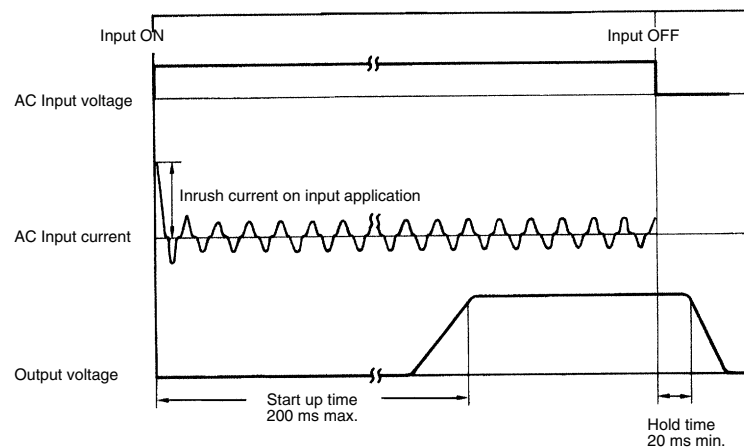 Input ON
Input OFF
AC Input voltage
Inrush current on input application
AC Input current
Output voltage
Start up time
200 ms max.
Hold time
20 ms min.